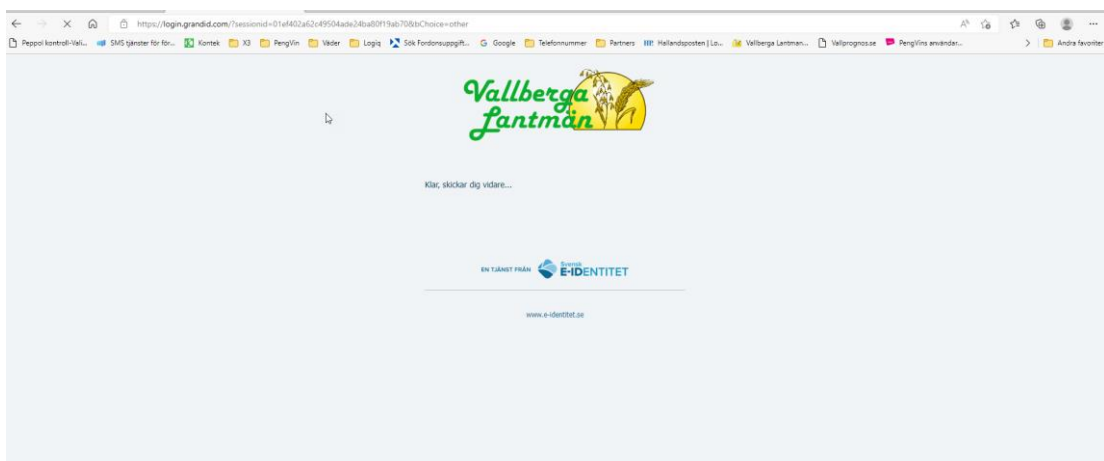 https://login.grandid.com/?sessionid=01ef402a62c49504ade24ba80f19ab70&bChoice=other
Peppol kontroll-Vali... SMS tjänster för för... Kontek X3 PengVin Väder Logiq Sök Fordonsuppgift... Google Telefonnummer Partners Hallandsposten | Lo... Vallberga Lantman... Vallprognos.se PengVins användar... Andra favoriter
Vallberga
Lantmän
Klar, skickar dig vidare...
EN TJÄNST FRÅN Svensk E-IDENTITET
www.e-identitet.se